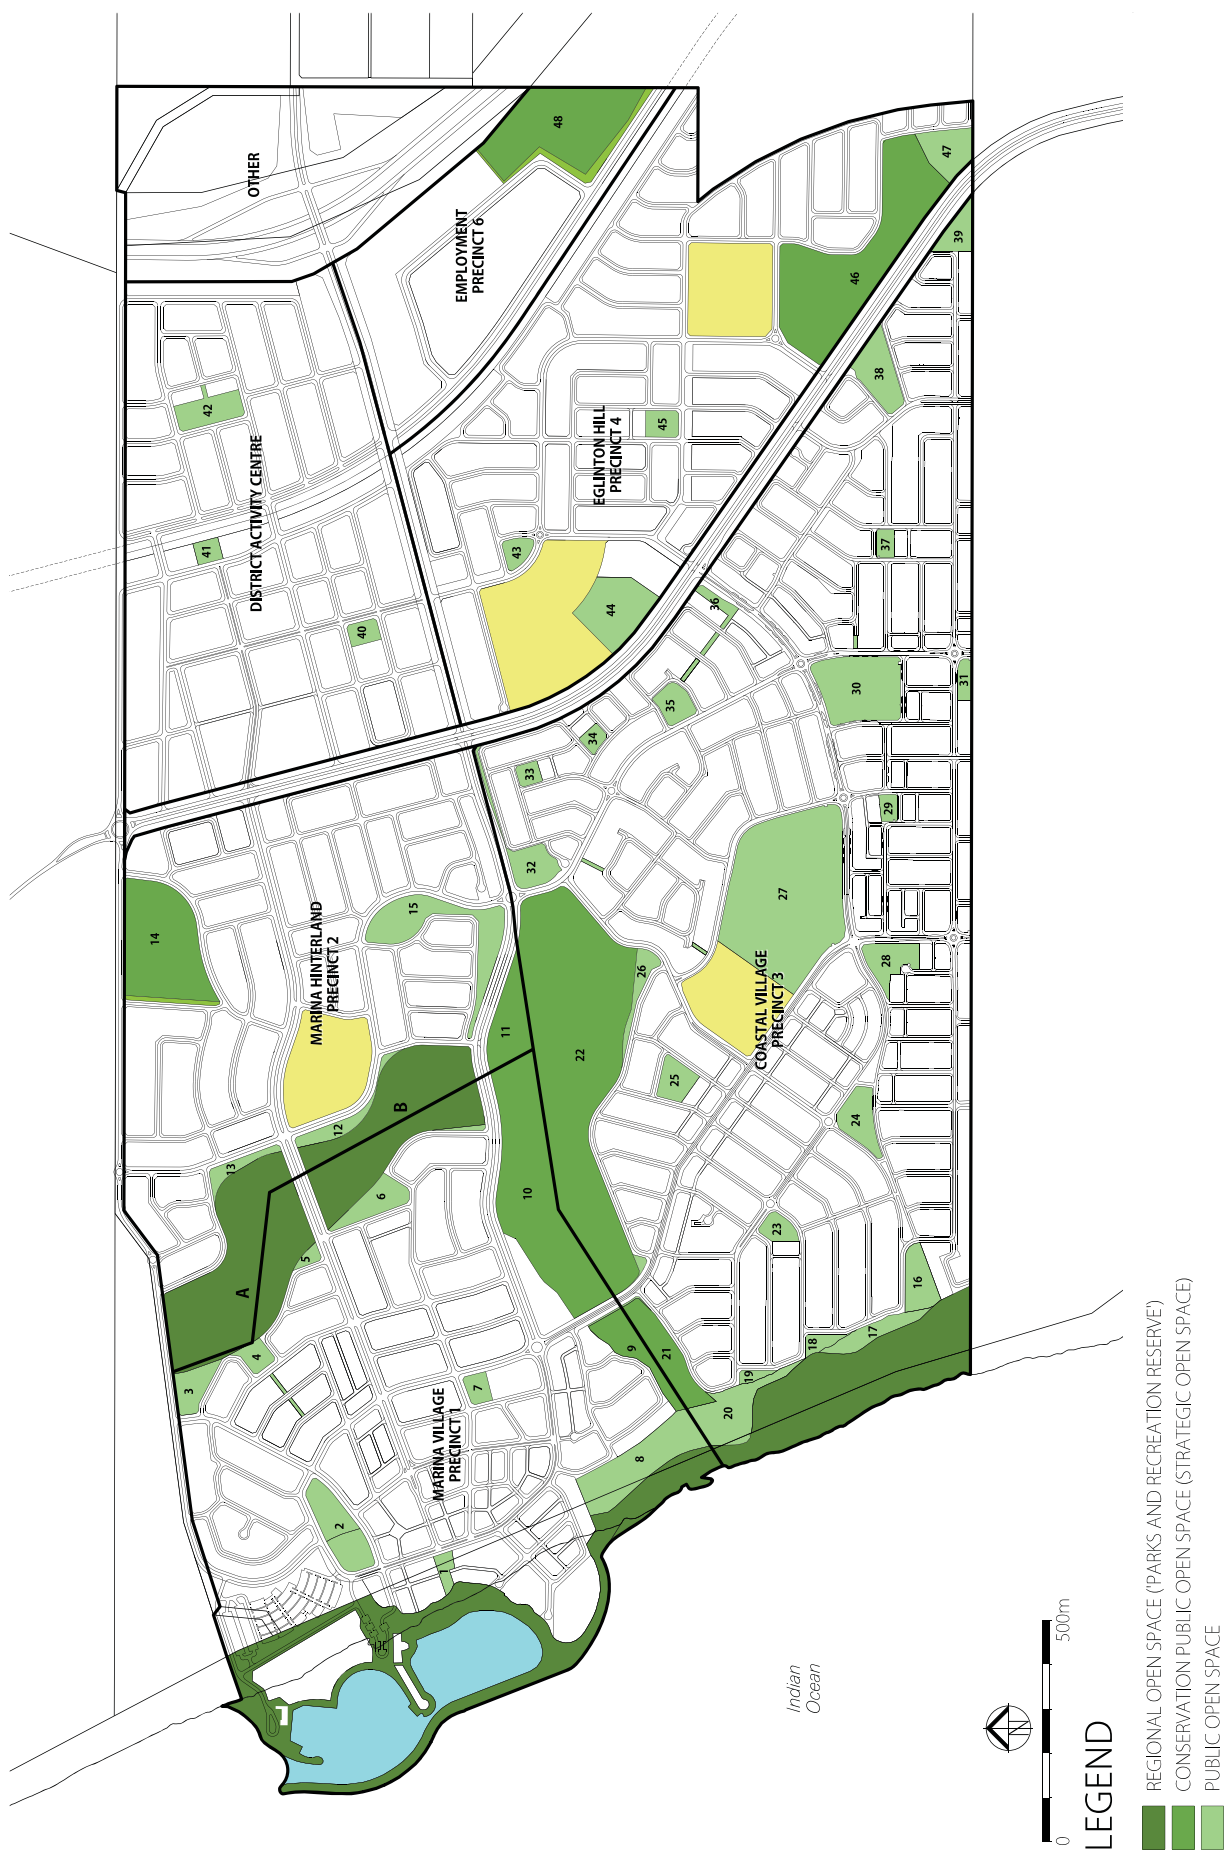 OTHER
48
47
39
EMPLOYMENT
PRECINCT 6
46
42
38
DISTRICT ACTIVITY CENTRE
45
EGLINTON HILL
PRECINCT 4
41
43
37
40
44
36
30
31
35
34
33
29
32
27
15
14
MARINA HINTERLAND
PRECINCT 2
28
26
COASTAL VILLAGE
PRECINCT 3
11
22
25
B
12
24
13
6
10
23
5
A
16
17
18
4
9
21
19
3
7
20
MARINA VILLAGE
PRECINCT 1
8
2
1
Indian
Ocean
N
0
500m
LEGEND
REGIONAL OPEN SPACE ('PARKS AND RECREATION RESERVE')
CONSERVATION PUBLIC OPEN SPACE (STRATEGIC OPEN SPACE)
PUBLIC OPEN SPACE